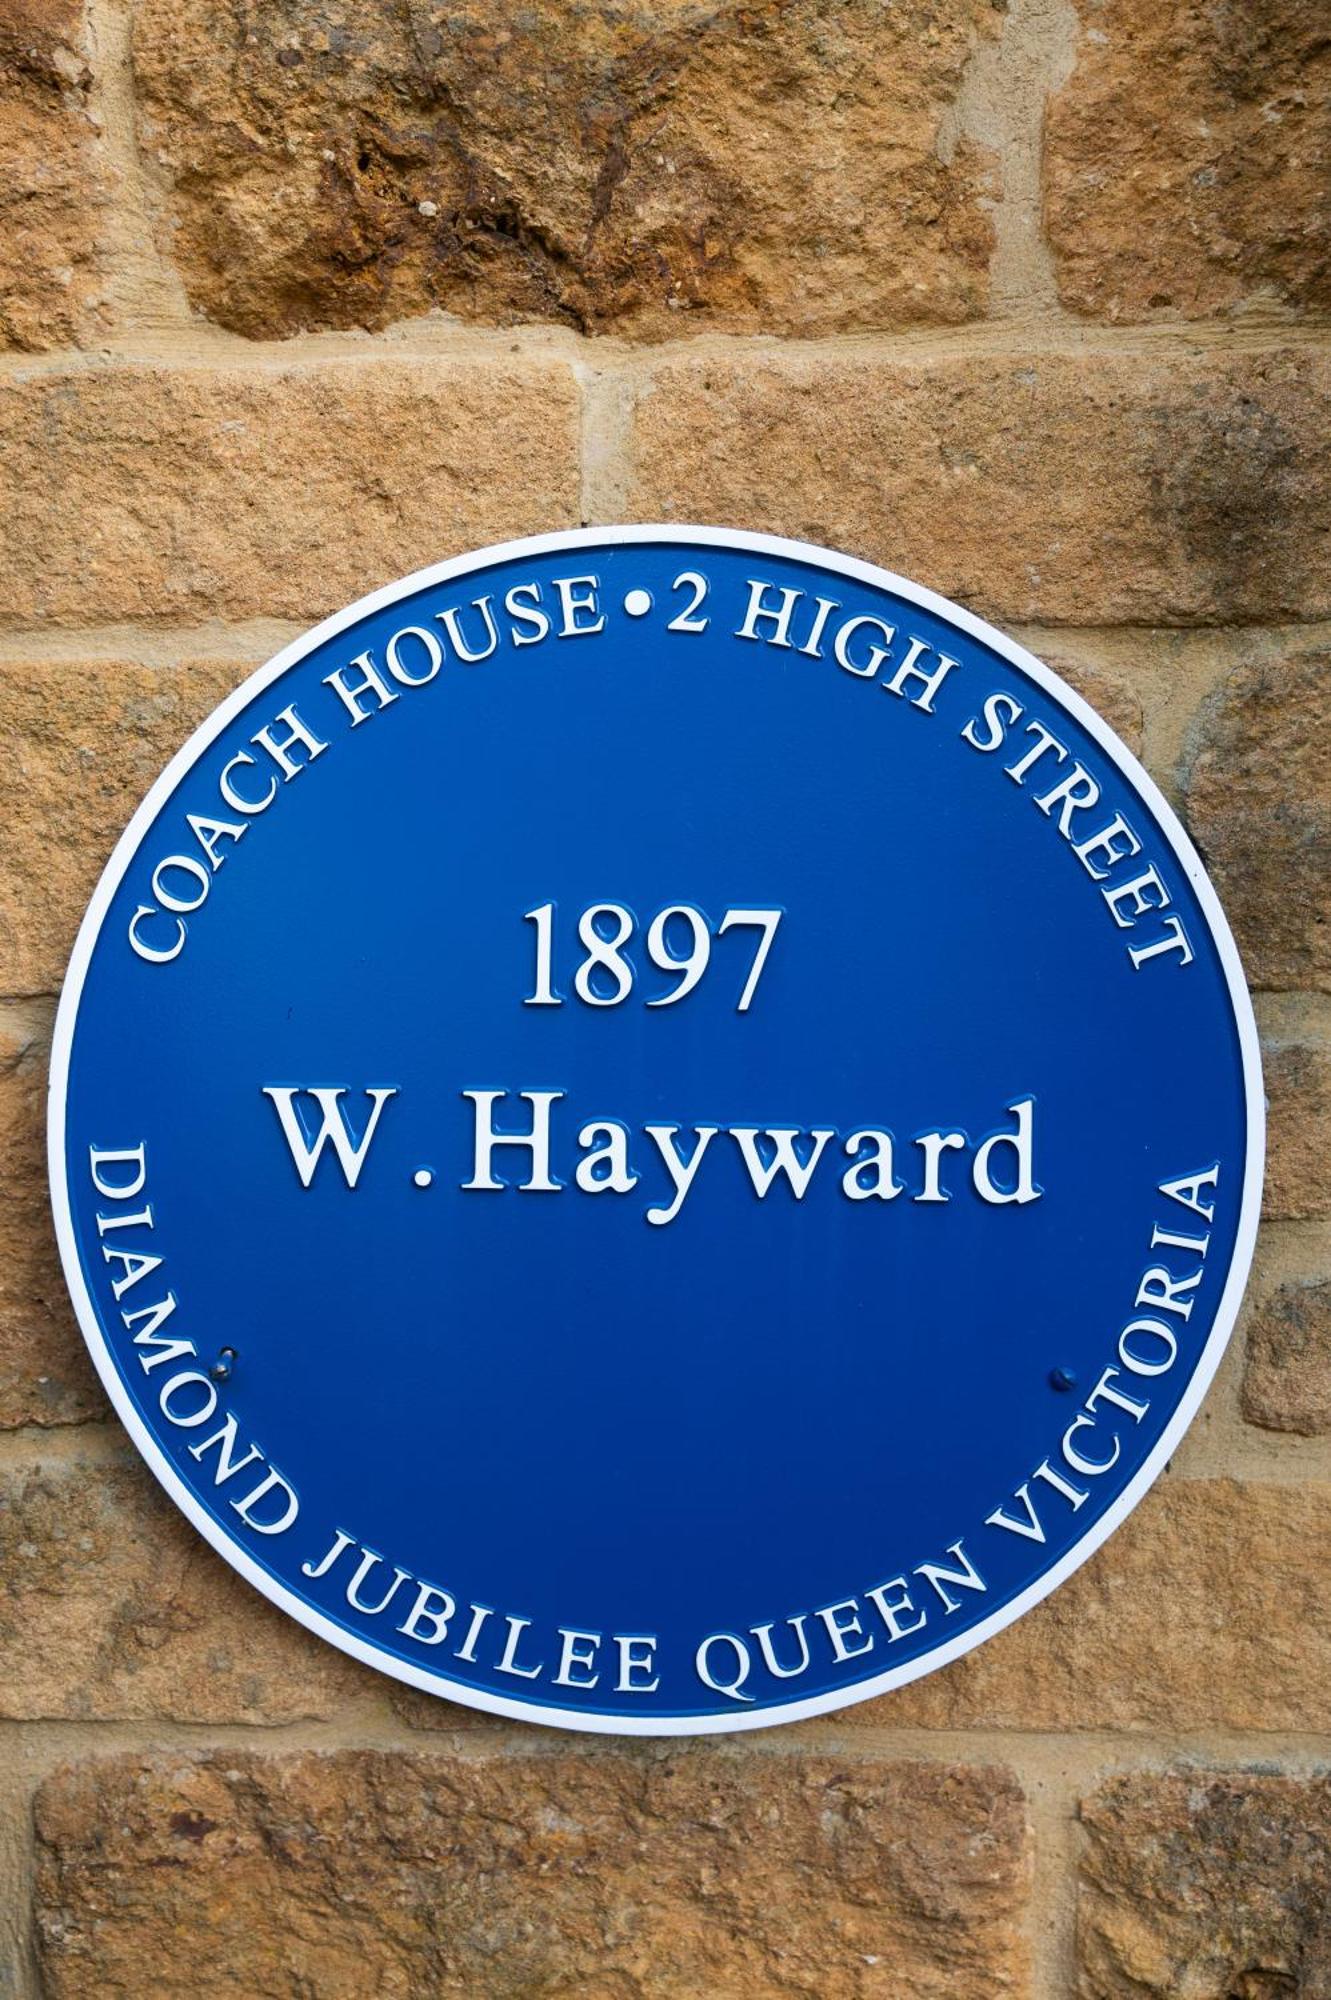 COACH HOUSE • 2 HIGH STREET
1897
W. Hayward
DIAMOND JUBILEE QUEEN VICTORIA